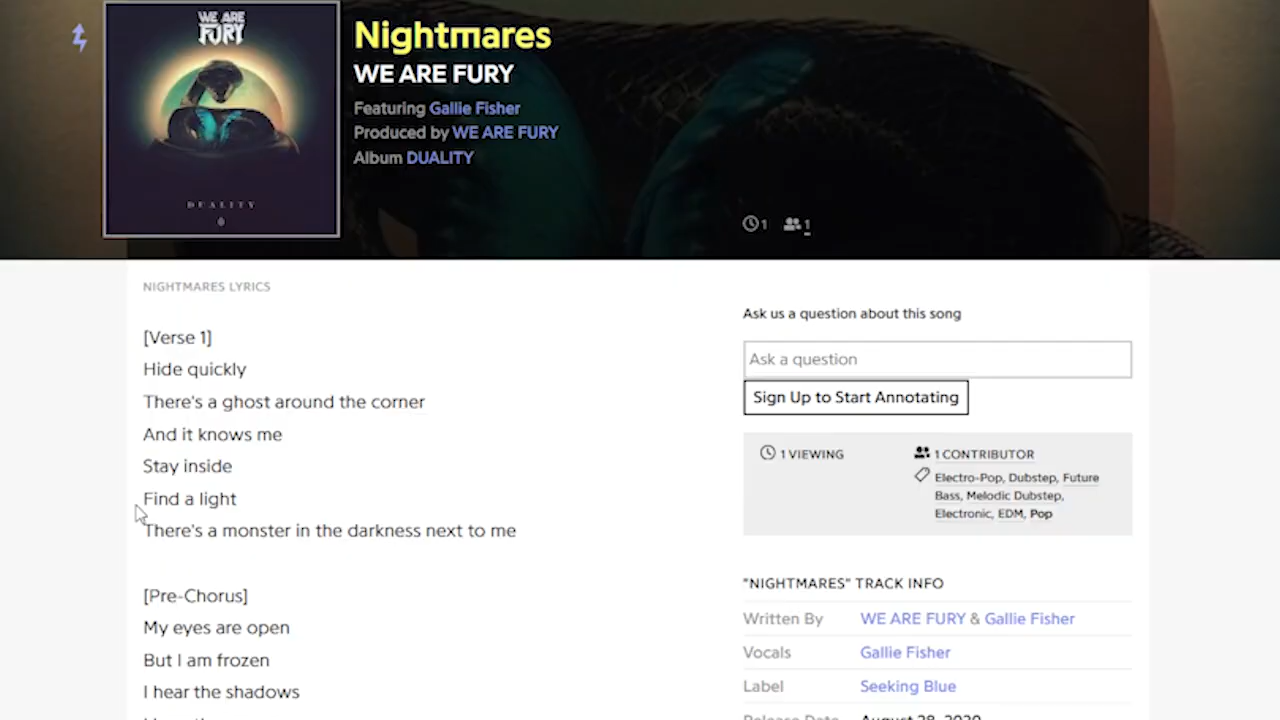 WE ARE
FURY
DUALITY
Nightmares
WE ARE FURY
Featuring Gallie Fisher
Produced by WE ARE FURY
Album DUALITY
1 1
NIGHTMARES LYRICS
[Verse 1]
Hide quickly
There's a ghost around the corner
And it knows me
Stay inside
Find a light
There's a monster in the darkness next to me
[Pre-Chorus]
My eyes are open
But I am frozen
I hear the shadows
Ask us a question about this song
Ask a question
Sign Up to Start Annotating
1 VIEWING
1 CONTRIBUTOR
Electro-Pop, Dubstep, Future
Bass, Melodic Dubstep,
Electronic, EDM, Pop
"NIGHTMARES" TRACK INFO
Written By WE ARE FURY & Gallie Fisher
Vocals Gallie Fisher
Label Seeking Blue
Release Date August 28, 2020